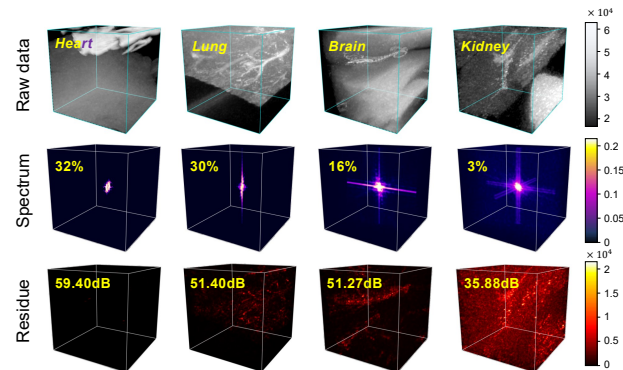 Raw data
Heart
Lung
Brain
Kidney
× 10⁴
6
5
4
3
2
Spectrum
32%
30%
16%
3%
0.2
0.15
0.1
0.05
0
Residue
59.40dB
51.40dB
51.27dB
35.88dB
× 10⁴
2
1.5
1
0.5
0